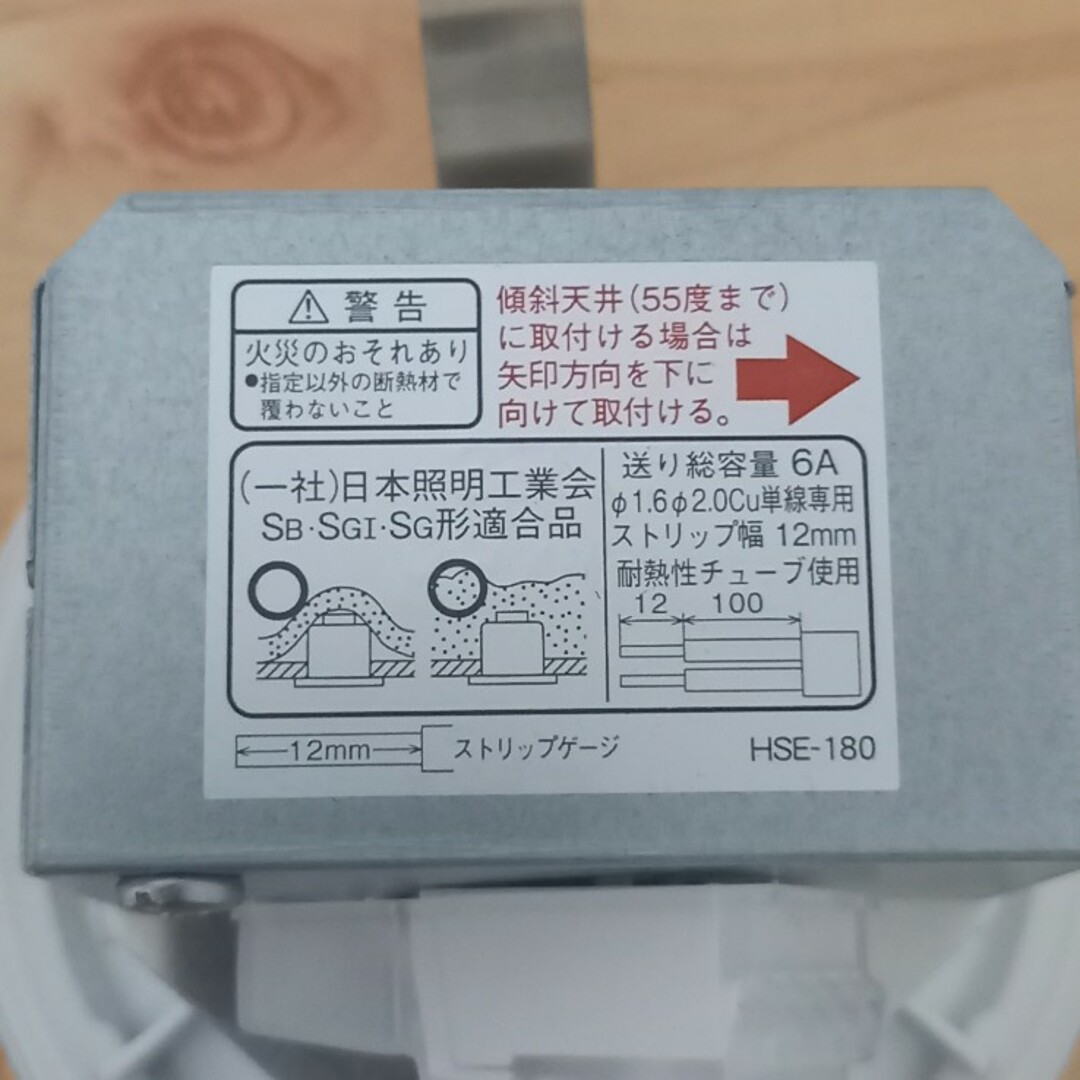 警告
火災のおそれあり
●指定以外の断熱材で
覆わないこと
傾斜天井(55度まで)
に取付ける場合は
矢印方向を下に
向けて取付ける。
(一社)日本照明工業会
SB·SGI·SG形適合品
送り総容量 6A
φ1.6φ2.0Cu単線専用
ストリップ幅 12mm
耐熱性チューブ使用
12 100
12mm ストリップゲージ
HSE-180